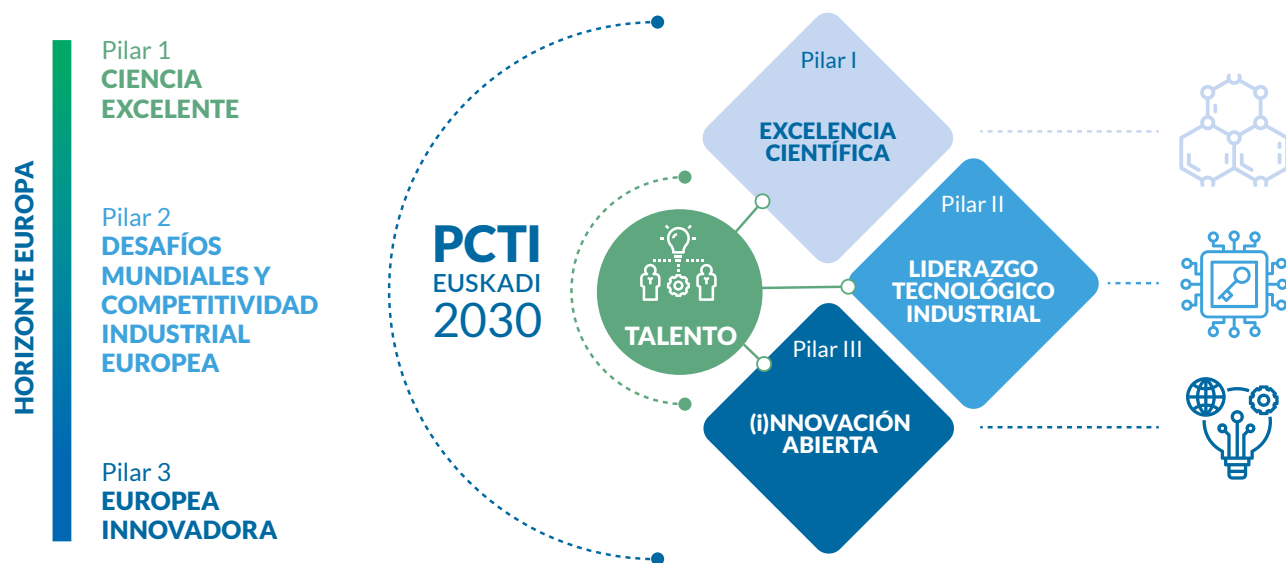 HORIZONTE EUROPA
Pilar 1
CIENCIA
EXCELENTE
Pilar 2
DESAFÍOS
MUNDIALES Y
COMPETITIVIDAD
INDUSTRIAL
EUROPEA
Pilar 3
EUROPEA
INNOVADORA
PCTI
EUSKADI
2030
TALENTO
Pilar I
EXCELENCIA
CIENTÍFICA
Pilar II
LIDERAZGO
TECNOLÓGICO
INDUSTRIAL
Pilar III
(i)NNOVACIÓN
ABIERTA